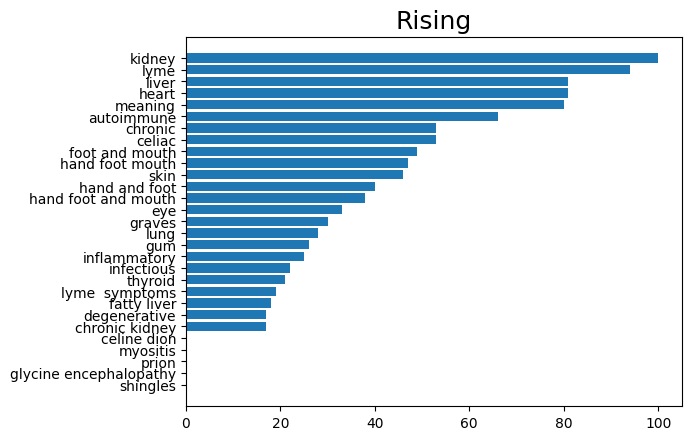 Rising
kidney
lyme
liver
heart
meaning
autoimmune
chronic
celiac
foot and mouth
hand foot mouth
skin
hand and foot
hand foot and mouth
eye
graves
lung
gum
inflammatory
infectious
thyroid
lyme  symptoms
fatty liver
degenerative
chronic kidney
celine dion
myositis
prion
glycine encephalopathy
shingles
0 20 40 60 80 100